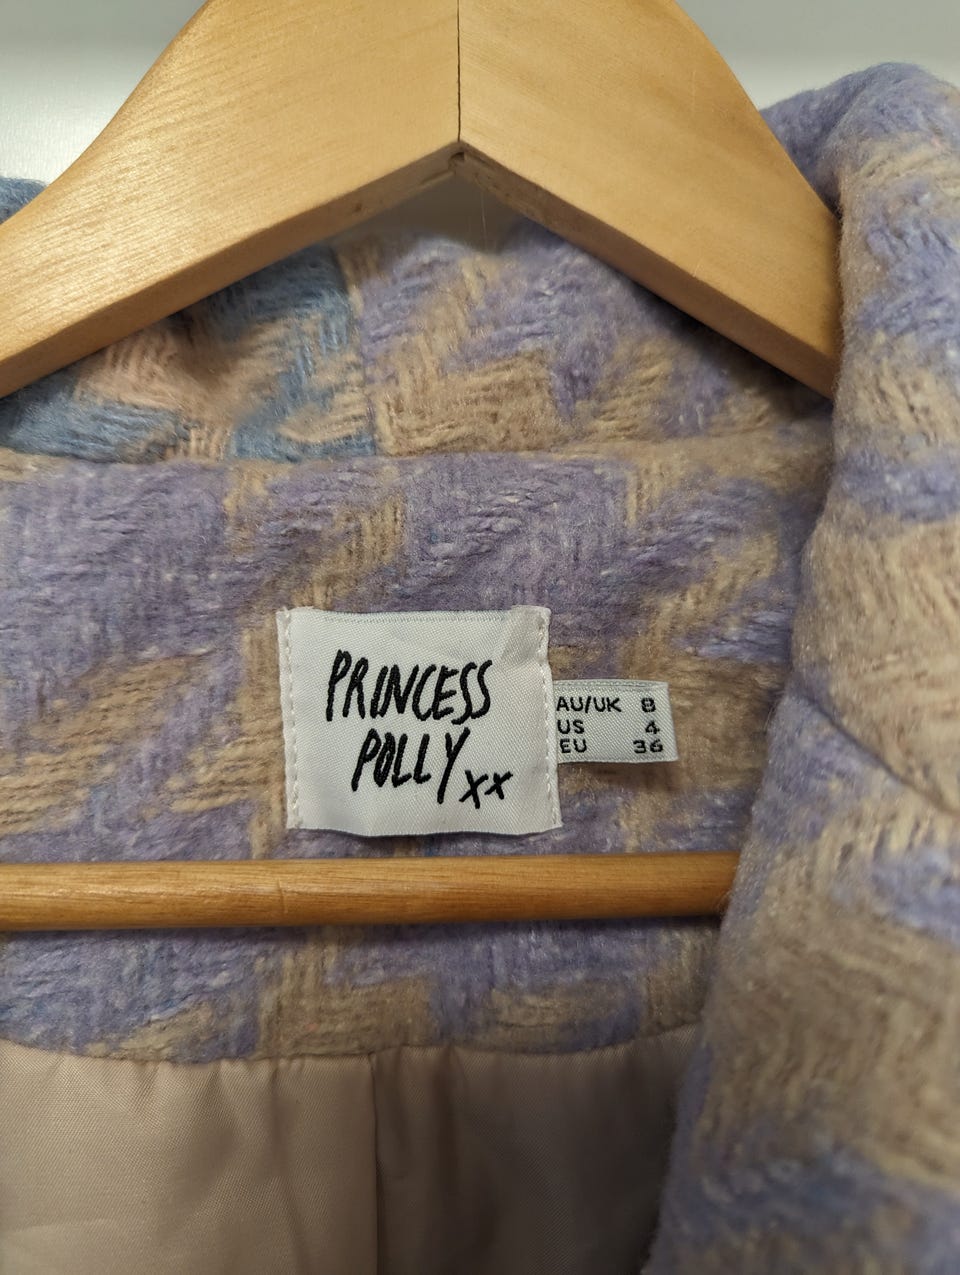 PRINCESS
POLLY xx
AU/UK 8
US 4
EU 36